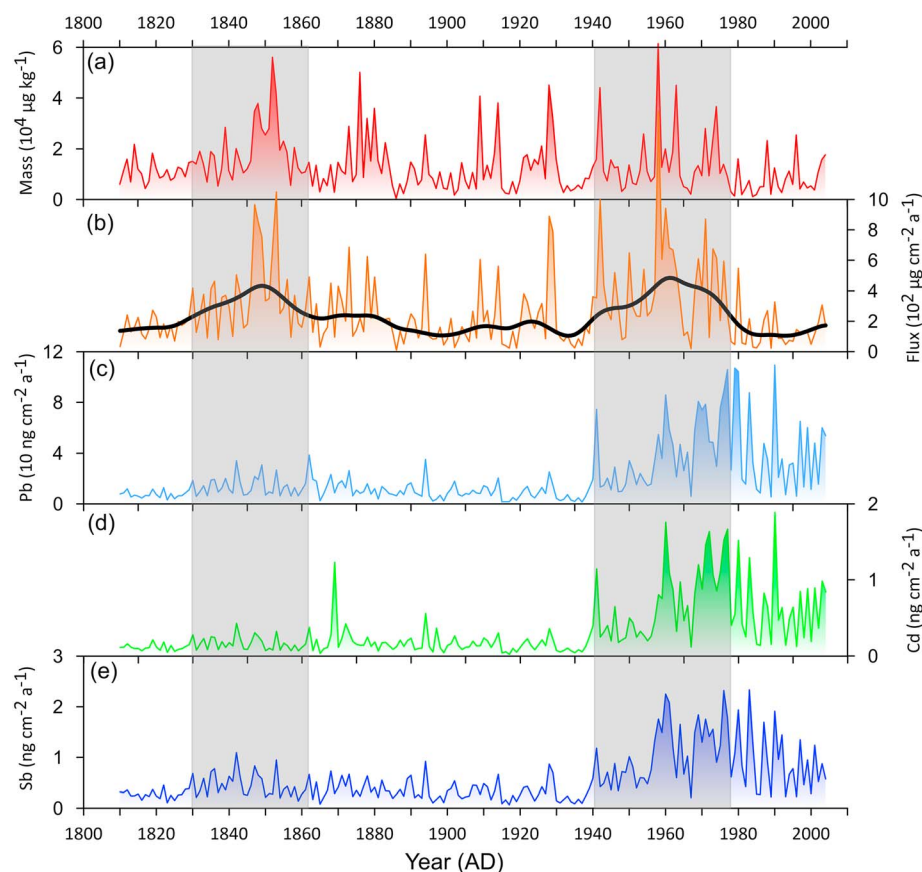 1800 1820 1840 1860 1880 1900 1920 1940 1960 1980 2000
(a)
Mass (10⁴ µg kg⁻¹)
6
4
2
0
(b)
Flux (10² µg cm⁻² a⁻¹)
10
8
6
4
2
0
(c)
Pb (10 ng cm⁻² a⁻¹)
12
8
4
0
(d)
Cd (ng cm⁻² a⁻¹)
2
1
0
(e)
Sb (ng cm⁻² a⁻¹)
3
2
1
0
1800 1820 1840 1860 1880 1900 1920 1940 1960 1980 2000
Year (AD)